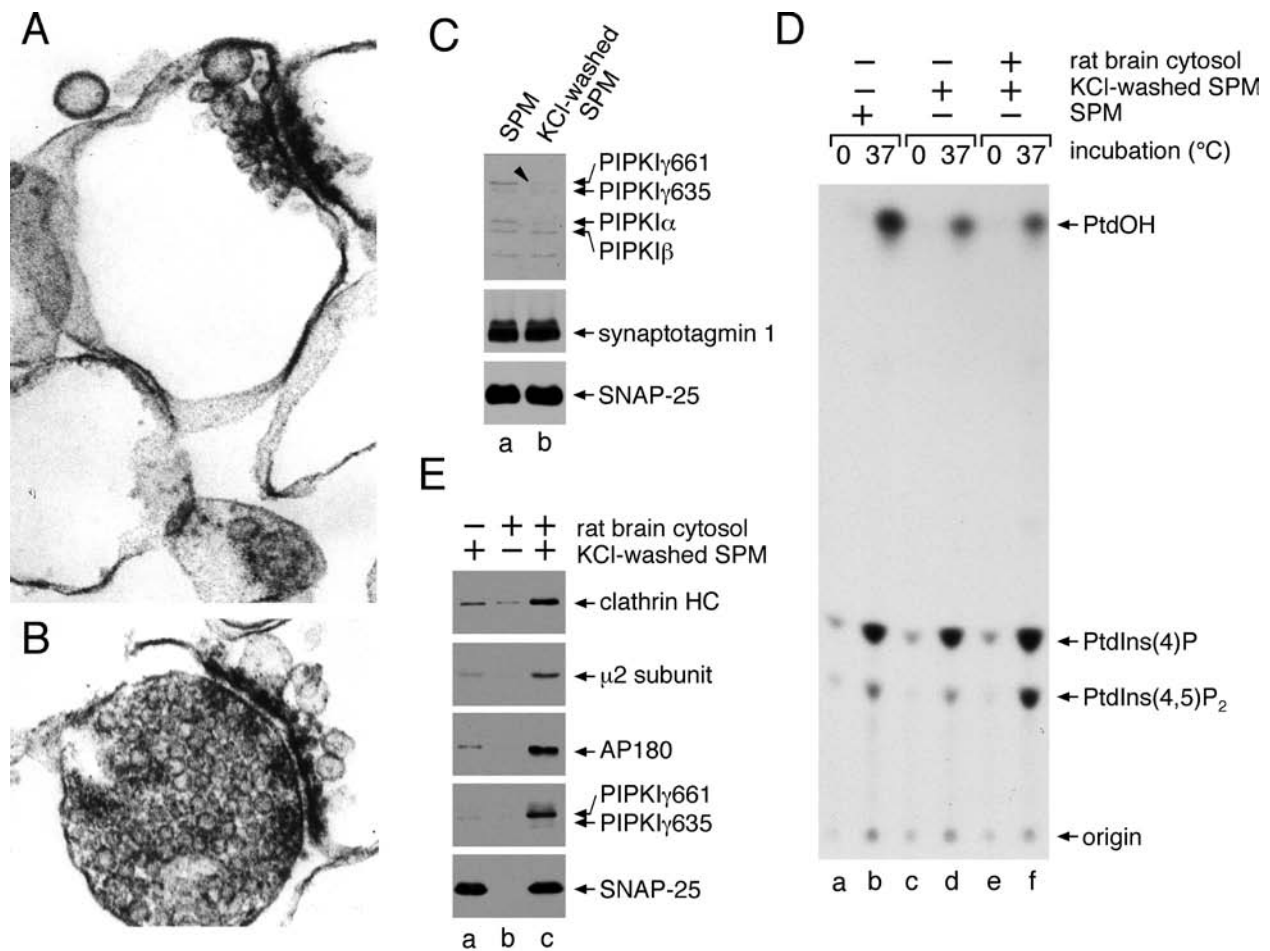 A
B
C
SPM
KCl-washed
SPM
PIPKIγ661
PIPKIγ635
PIPKIα
PIPKIβ
synaptotagmin 1
SNAP-25
a b
D
– – + rat brain cytosol
– + + KCl-washed SPM
+ – – SPM
0 37 0 37 0 37 incubation (°C)
PtdOH
PtdIns(4)P
PtdIns(4,5)P₂
origin
a b c d e f
E
– + + rat brain cytosol
+ – + KCl-washed SPM
clathrin HC
μ2 subunit
AP180
PIPKIγ661
PIPKIγ635
SNAP-25
a b c